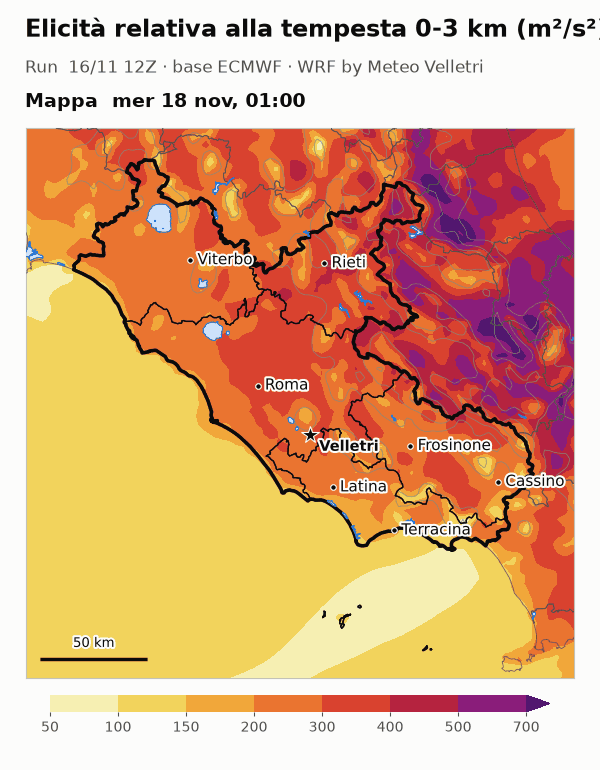 Elicità relativa alla tempesta 0-3 km (m²/s²)
Run 16/11 12Z · base ECMWF · WRF by Meteo Velletri
Mappa mer 18 nov, 01:00
Viterbo
Rieti
Roma
Velletri
Frosinone
Cassino
Latina
Terracina
50 km
50 100 150 200 300 400 500 700